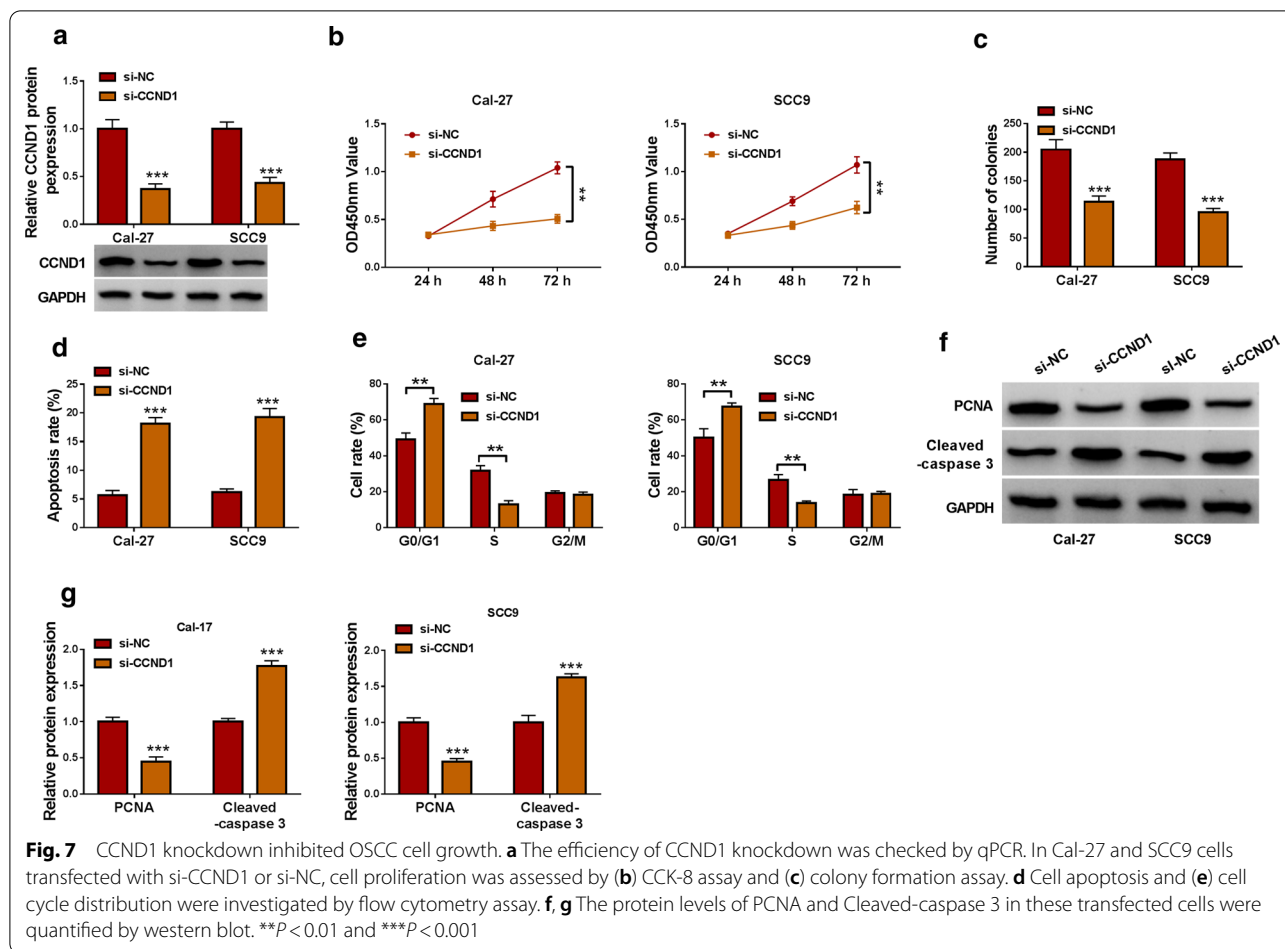 a
si-NC
si-CCND1
Relative CCND1 protein
pexpression
1.5
1.0
0.5
0.0
***
***
Cal-27
SCC9
CCND1
GAPDH
b
Cal-27
si-NC
si-CCND1
OD450nm Value
1.5
1.0
0.5
0.0
**
24 h
48 h
72 h
SCC9
si-NC
si-CCND1
OD450nm Value
1.5
1.0
0.5
0.0
**
24 h
48 h
72 h
c
si-NC
si-CCND1
Number of colonies
250
200
150
100
50
0
***
***
Cal-27
SCC9
d
si-NC
si-CCND1
Apoptosis rate (%)
20
15
10
5
0
***
***
Cal-27
SCC9
e
Cal-27
si-NC
si-CCND1
Cell rate (%)
80
60
40
20
0
**
**
G0/G1
S
G2/M
SCC9
si-NC
si-CCND1
Cell rate (%)
80
60
40
20
0
**
**
G0/G1
S
G2/M
f
si-NC
si-CCND1
si-NC
si-CCND1
PCNA
Cleaved
-caspase 3
GAPDH
Cal-27
SCC9
g
Cal-17
si-NC
si-CCND1
Relative protein expression
2.0
1.5
1.0
0.5
0.0
***
***
PCNA
Cleaved
-caspase 3
SCC9
si-NC
si-CCND1
Relative protein expression
2.0
1.5
1.0
0.5
0.0
***
***
PCNA
Cleaved-
caspase 3
Fig. 7 CCND1 knockdown inhibited OSCC cell growth. a The efficiency of CCND1 knockdown was checked by qPCR. In Cal-27 and SCC9 cells
transfected with si-CCND1 or si-NC, cell proliferation was assessed by (b) CCK-8 assay and (c) colony formation assay. d Cell apoptosis and (e) cell
cycle distribution were investigated by flow cytometry assay. f, g The protein levels of PCNA and Cleaved-caspase 3 in these transfected cells were
quantified by western blot. **P < 0.01 and ***P < 0.001